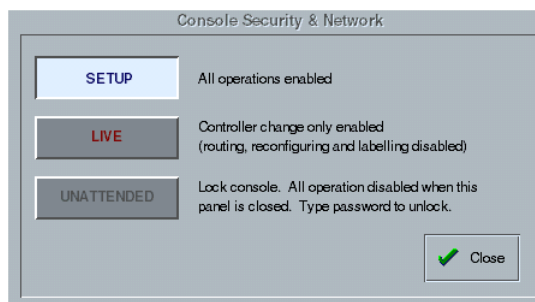 Console Security & Network
SETUP
All operations enabled
LIVE
Controller change only enabled
(routing, reconfiguring and labelling disabled)
UNATTENDED
Lock console. All operation disabled when this
panel is closed. Type password to unlock.
Close